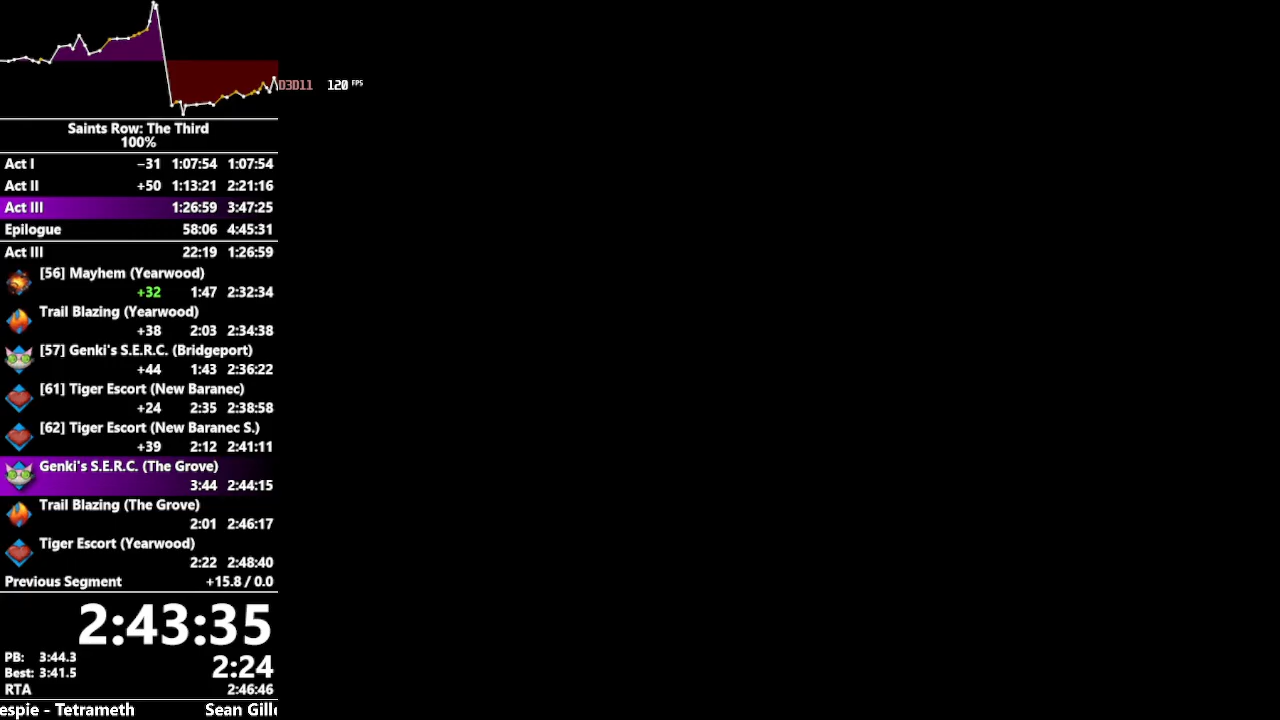 D3D11 120 FPS
Saints Row: The Third
100%
Act I −31 1:07:54 1:07:54
Act II +50 1:13:21 2:21:16
Act III 1:26:59 3:47:25
Epilogue 58:06 4:45:31
Act III 22:19 1:26:59
[56] Mayhem (Yearwood)
+32 1:47 2:32:34
Trail Blazing (Yearwood)
+38 2:03 2:34:38
[57] Genki's S.E.R.C. (Bridgeport)
+44 1:43 2:36:22
[61] Tiger Escort (New Baranec)
+24 2:35 2:38:58
[62] Tiger Escort (New Baranec S.)
+39 2:12 2:41:11
Genki's S.E.R.C. (The Grove)
3:44 2:44:15
Trail Blazing (The Grove)
2:01 2:46:17
Tiger Escort (Yearwood)
2:22 2:48:40
Previous Segment +15.8 / 0.0
2:43:35
PB: 3:44.3
Best: 3:41.5
2:24
RTA 2:46:46
espie - Tetrameth Sean Gill